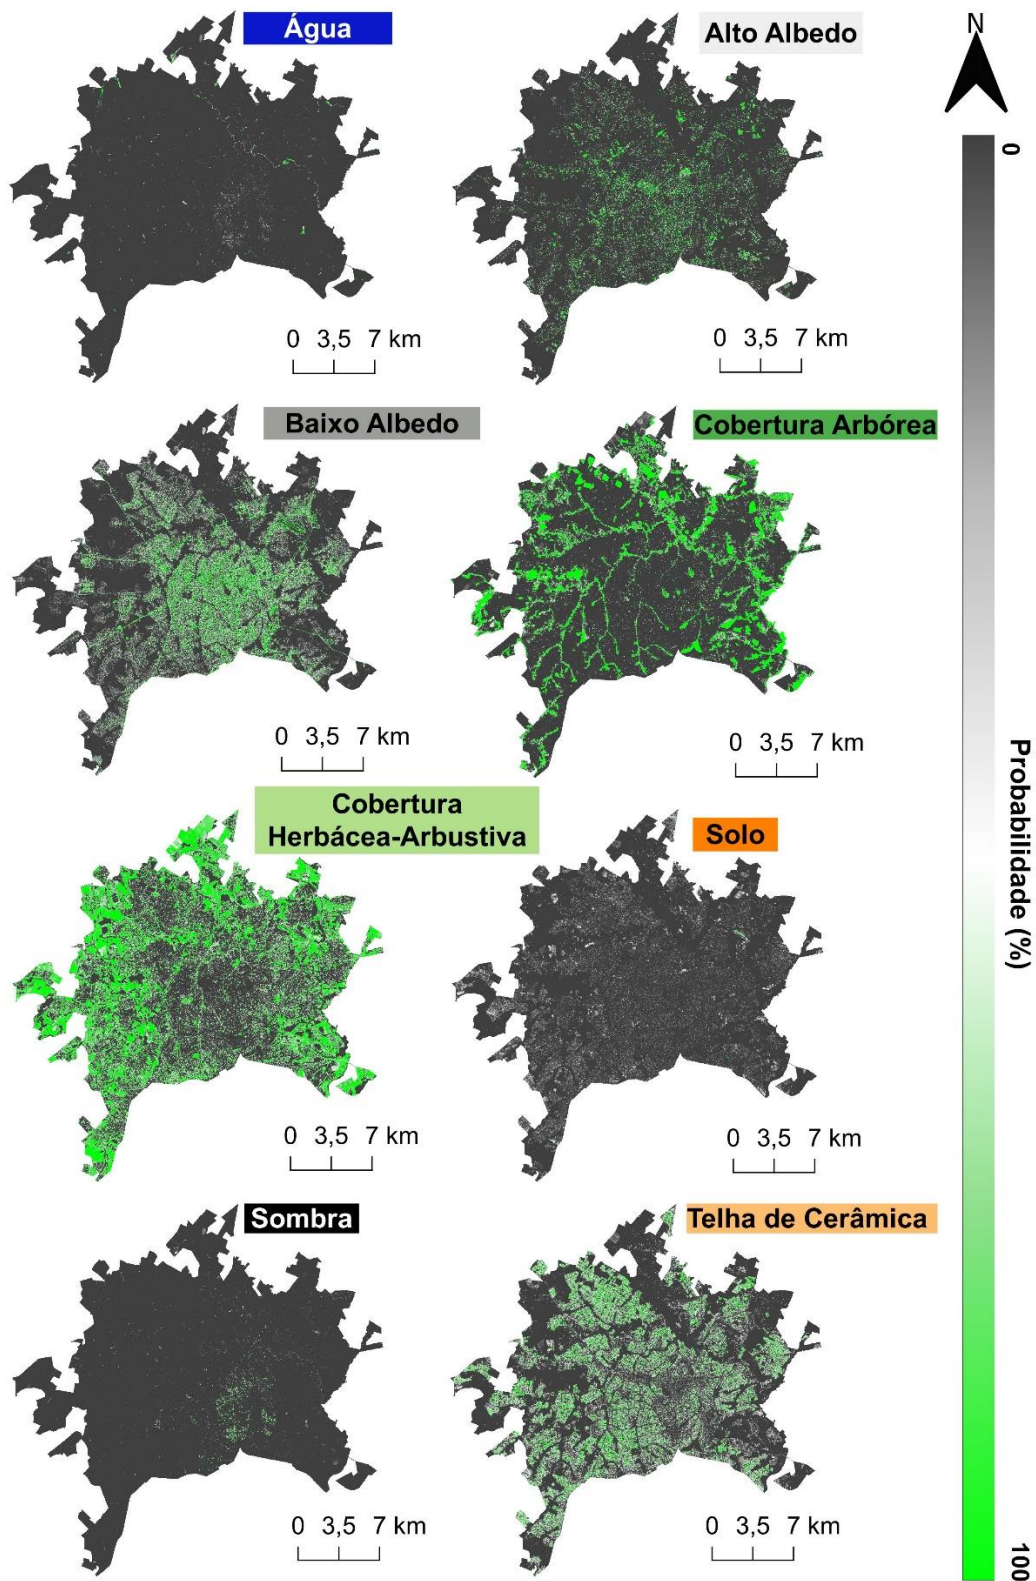 Água
Alto Albedo
N
0
0 3,5 7 km
0 3,5 7 km
Baixo Albedo
Cobertura Arbórea
0 3,5 7 km
0 3,5 7 km
Probabilidade (%)
Cobertura
Herbácea-Arbustiva
Solo
0 3,5 7 km
0 3,5 7 km
Sombra
Telha de Cerâmica
0 3,5 7 km
0 3,5 7 km
100